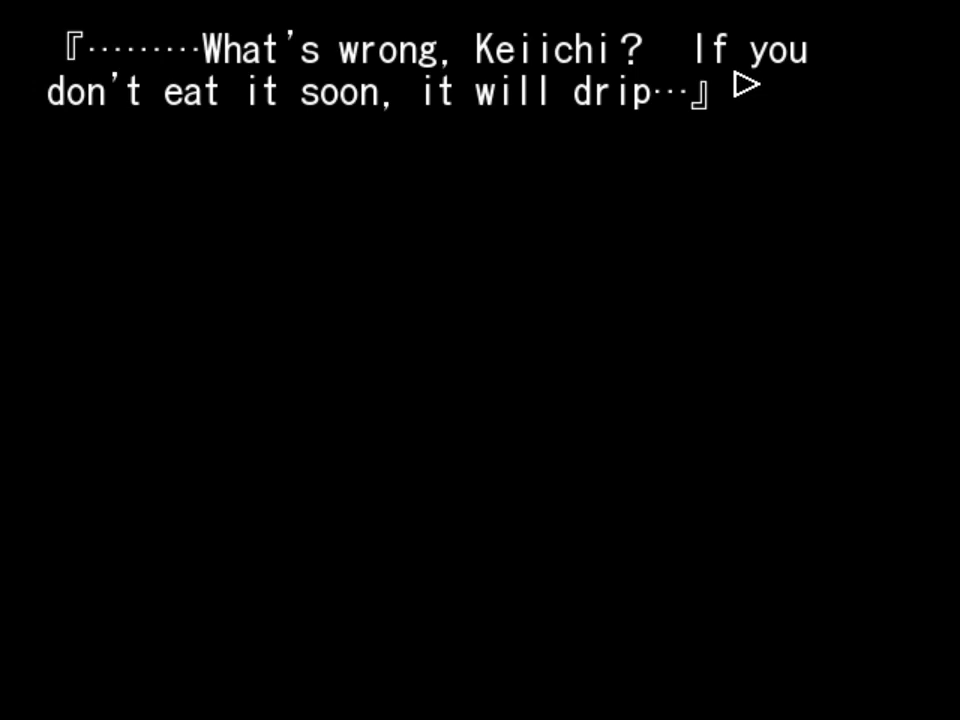 『………What's wrong, Keiichi？　If you
don't eat it soon, it will drip…』